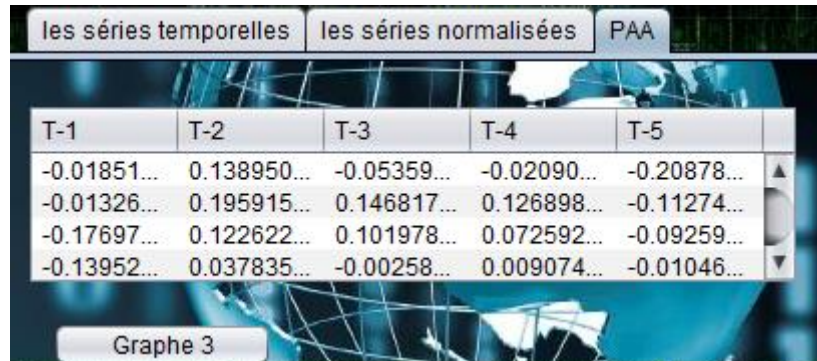 les séries temporelles les séries normalisées PAA
T-1 T-2 T-3 T-4 T-5
-0.01851... 0.138950... -0.05359... -0.02090... -0.20878...
-0.01326... 0.195915... 0.146817... 0.126898... -0.11274...
-0.17697... 0.122622... 0.101978... 0.072592... -0.09259...
-0.13952... 0.037835... -0.00258... 0.009074... -0.01046...
Graphe 3